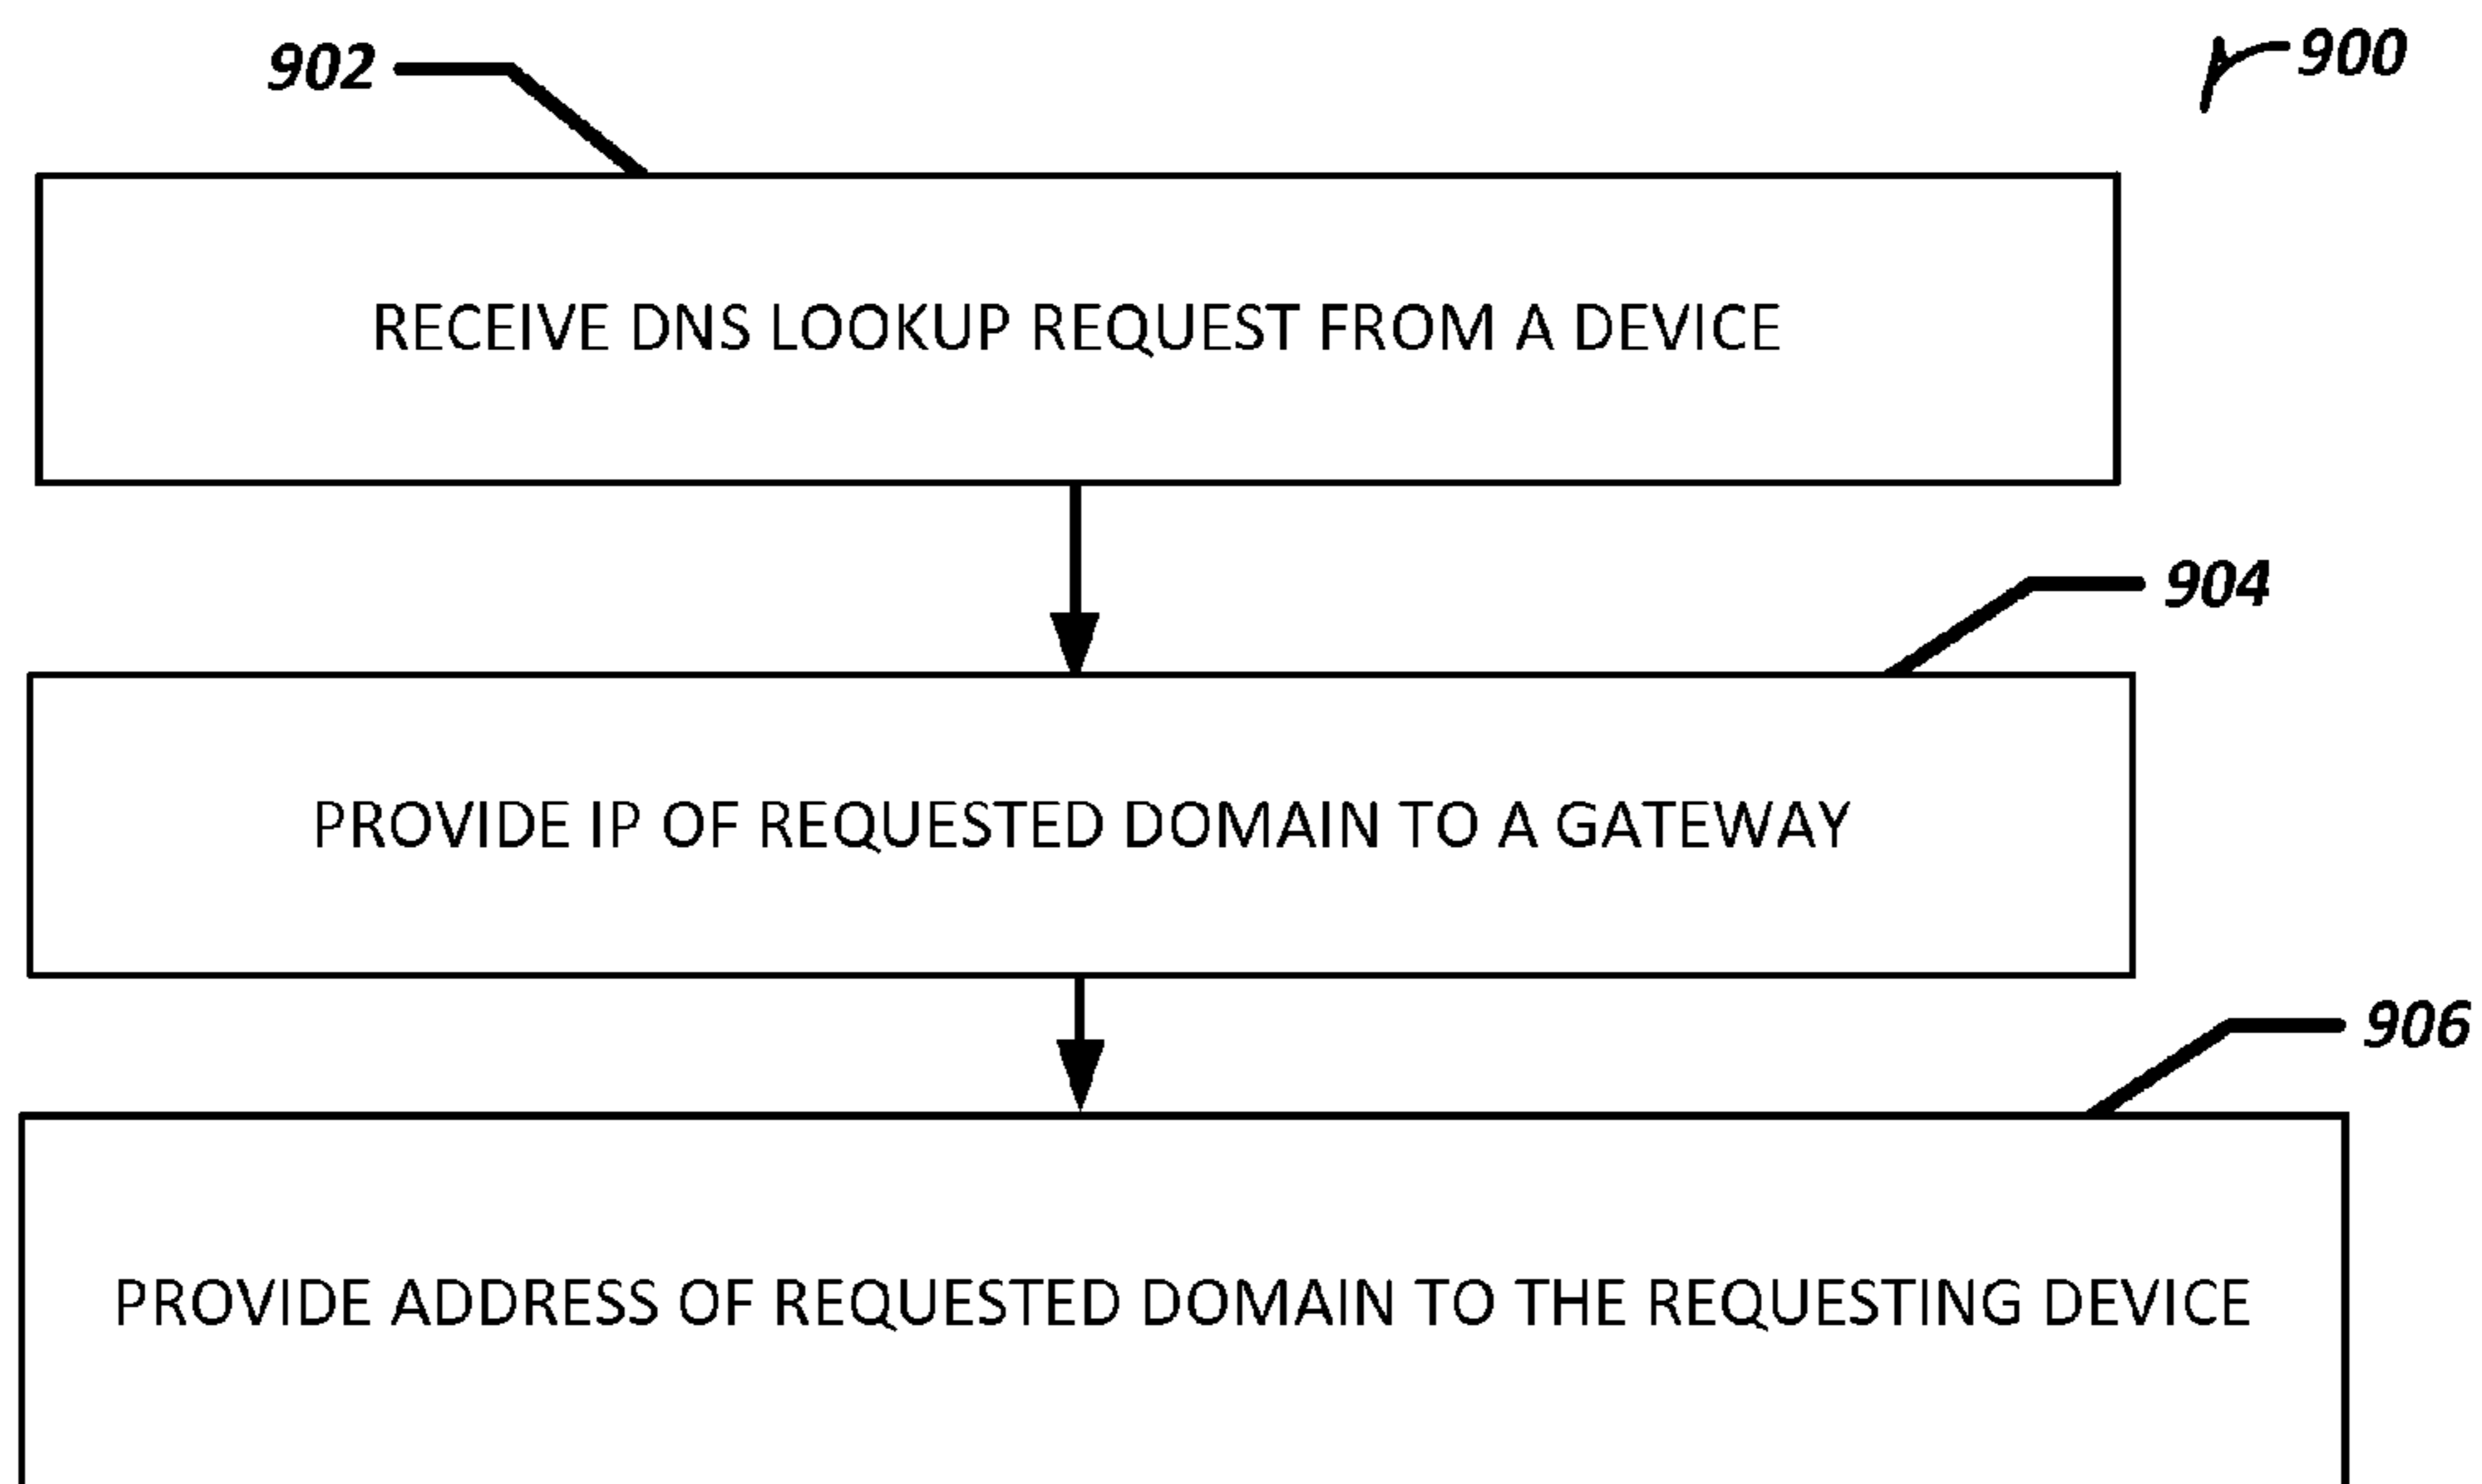 902
900
RECEIVE DNS LOOKUP REQUEST FROM A DEVICE
904
PROVIDE IP OF REQUESTED DOMAIN TO A GATEWAY
906
PROVIDE ADDRESS OF REQUESTED DOMAIN TO THE REQUESTING DEVICE